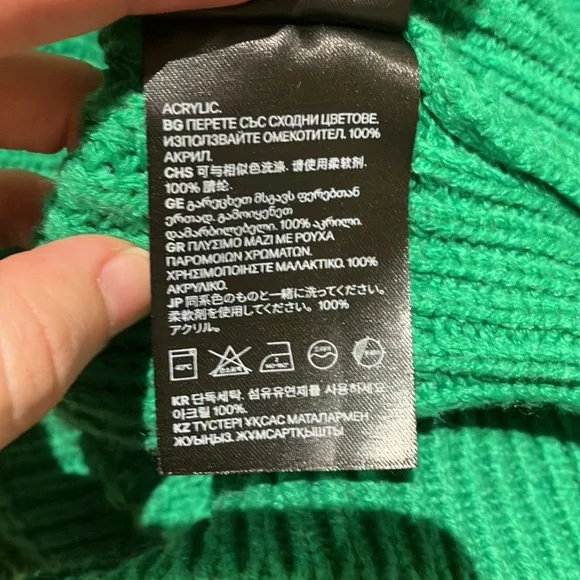 ACRYLIC.
BG ПЕРЕТЕ СЪС СХОДНИ ЦВЕТОВЕ.
ИЗПОЛЗВАЙТЕ ОМЕКОТИТЕЛ. 100%
АКРИЛ.
CHS 可与相似色洗涤. 请使用柔软剂.
100% 腈纶.
GE გარეცხეთ მსგავს ფერებთან
ერთად. გამოიყენეთ
დამარბილებელი. 100% აკრილი.
GR ΠΛΥΣΙΜΟ ΜΑΖΙ ΜΕ ΡΟΥΧΑ
ΠΑΡΟΜΟΙΩΝ ΧΡΩΜΑΤΩΝ.
ΧΡΗΣΙΜΟΠΟΙΗΣΤΕ ΜΑΛΑΚΤΙΚΟ. 100%
ΑΚΡΥΛΙΚΟ.
JP 同系色のものと一緒に洗ってください.
柔軟剤を使用してください. 100%
アクリル.
KR 단독세탁. 섬유유연제를 사용하세요.
아크릴 100%.
KZ ТҮСТЕРІ ҰҚСАС МАТАЛАРМЕН
ЖУЫҢЫЗ. ЖҰМСАРТҚЫШТЫ